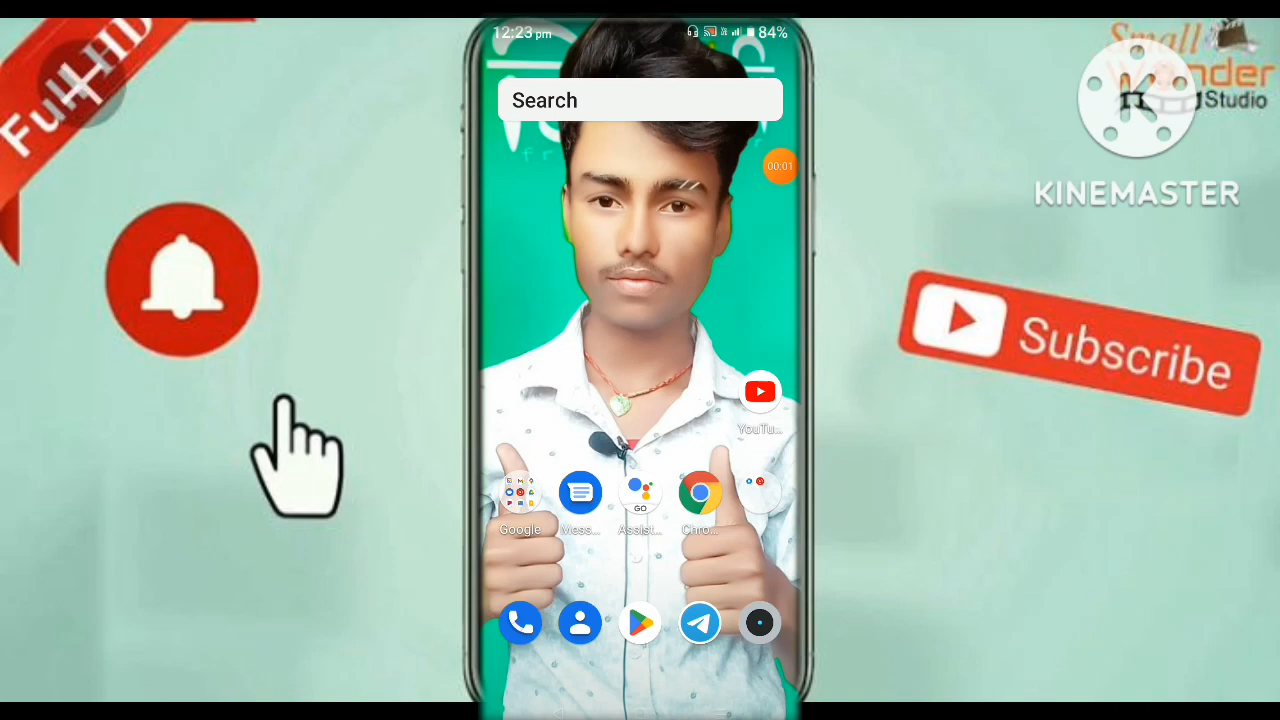 Full HD
12:23 pm
84%
Search
00:01
Small
Wonder
Studio
KINEMASTER
Subscribe
YouTu...
Google
Mess...
Assist...
Chro...
GO